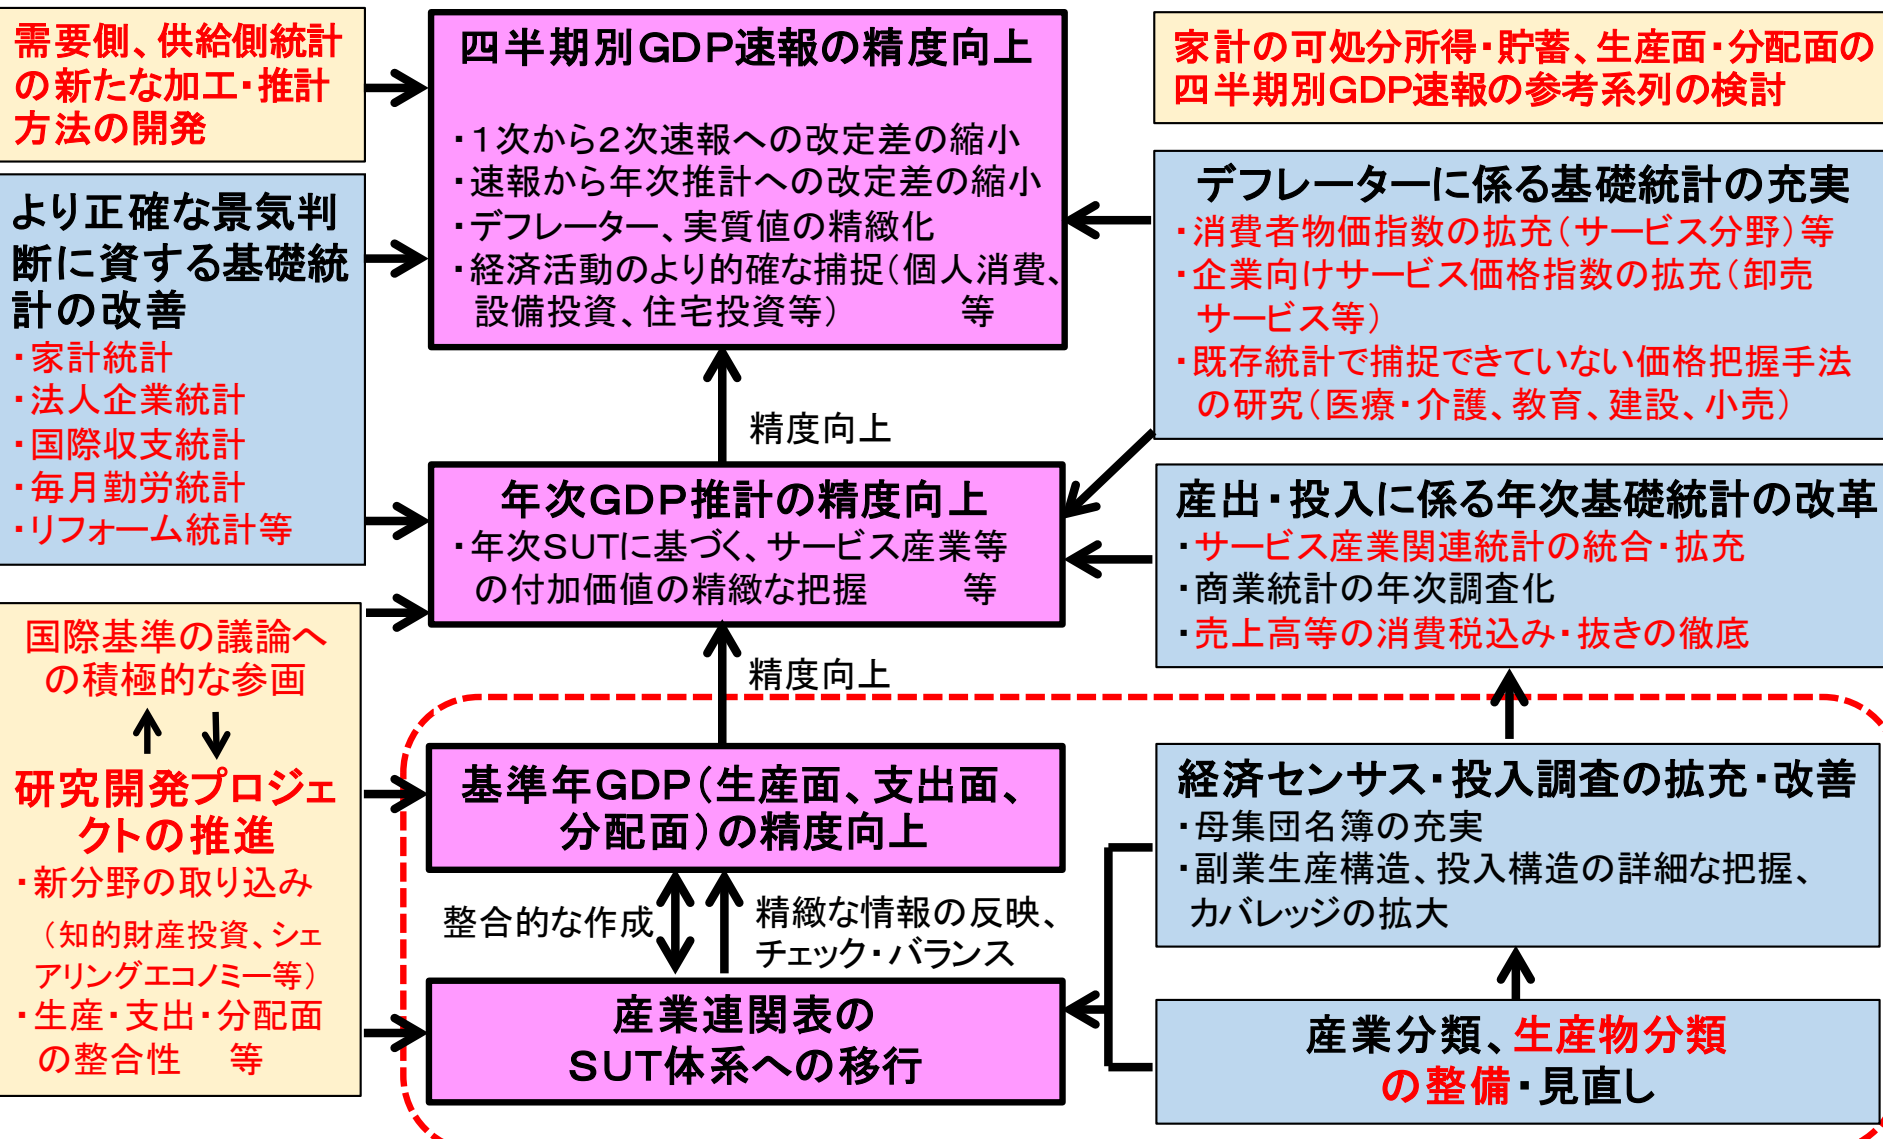 需要側、供給側統計
の新たな加工・推計
方法の開発
より正確な景気判
断に資する基礎統
計の改善
・家計統計
・法人企業統計
・国際収支統計
・毎月勤労統計
・リフォーム統計等
国際基準の議論へ
の積極的な参画
研究開発プロジェ
クトの推進
・新分野の取り込み
（知的財産投資、シェ
アリングエコノミー等）
・生産・支出・分配面
の整合性　等
四半期別GDP速報の精度向上
・１次から２次速報への改定差の縮小
・速報から年次推計への改定差の縮小
・デフレーター、実質値の精緻化
・経済活動のより的確な捕捉（個人消費、
設備投資、住宅投資等）　等
精度向上
年次GDP推計の精度向上
・年次SUTに基づく、サービス産業等
の付加価値の精緻な把握　等
精度向上
基準年GDP（生産面、支出面、
分配面）の精度向上
整合的な作成
精緻な情報の反映、
チェック・バランス
産業連関表の
SUT体系への移行
家計の可処分所得・貯蓄、生産面・分配面の
四半期別GDP速報の参考系列の検討
デフレーターに係る基礎統計の充実
・消費者物価指数の拡充（サービス分野）等
・企業向けサービス価格指数の拡充（卸売
サービス等）
・既存統計で捕捉できていない価格把握手法
の研究（医療・介護、教育、建設、小売）
産出・投入に係る年次基礎統計の改革
・サービス産業関連統計の統合・拡充
・商業統計の年次調査化
・売上高等の消費税込み・抜きの徹底
経済センサス・投入調査の拡充・改善
・母集団名簿の充実
・副業生産構造、投入構造の詳細な把握、
カバレッジの拡大
産業分類、生産物分類
の整備・見直し